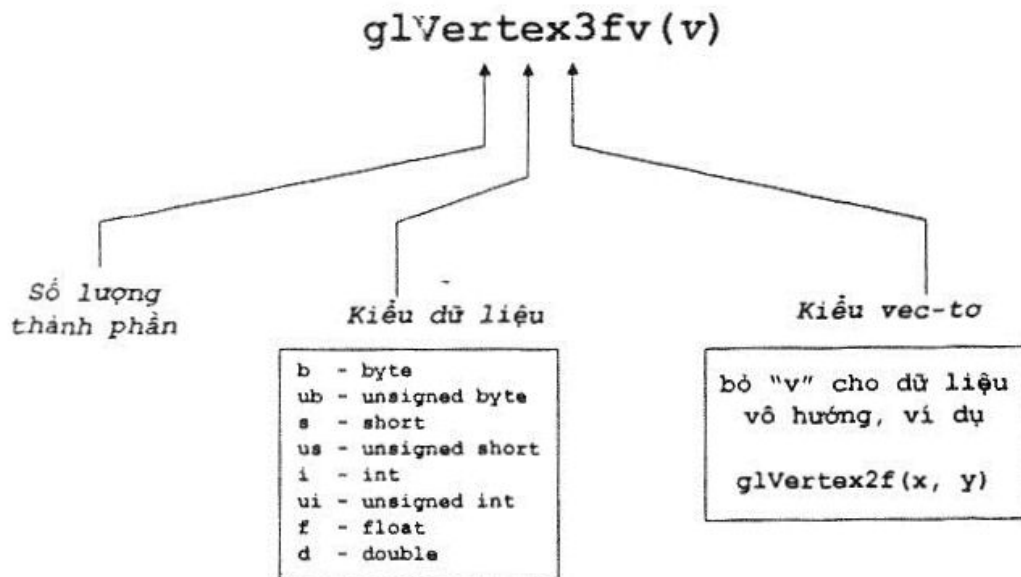 glVertex3fv(v)
Số lượng
thành phần
Kiểu dữ liệu
b - byte
ub - unsigned byte
s - short
us - unsigned short
i - int
ui - unsigned int
f - float
d - double
Kiểu vec-tơ
bỏ "v" cho dữ liệu
vô hướng, ví dụ
glVertex2f(x, y)